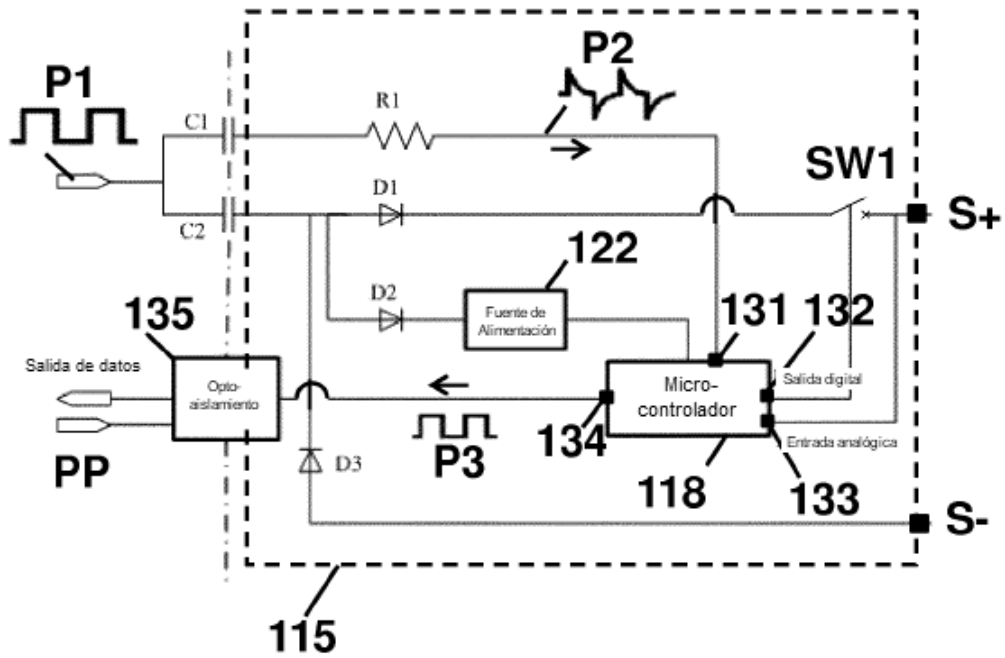 P1
P2
C1
R1
SW1
D1
S+
C2
122
D2
Fuente de
Alimentación
135
131
132
Salida de datos
Opto-
aislamiento
Micro-
controlador
Salida digital
PP
P3
134
Entrada analógica
D3
118
133
S-
115